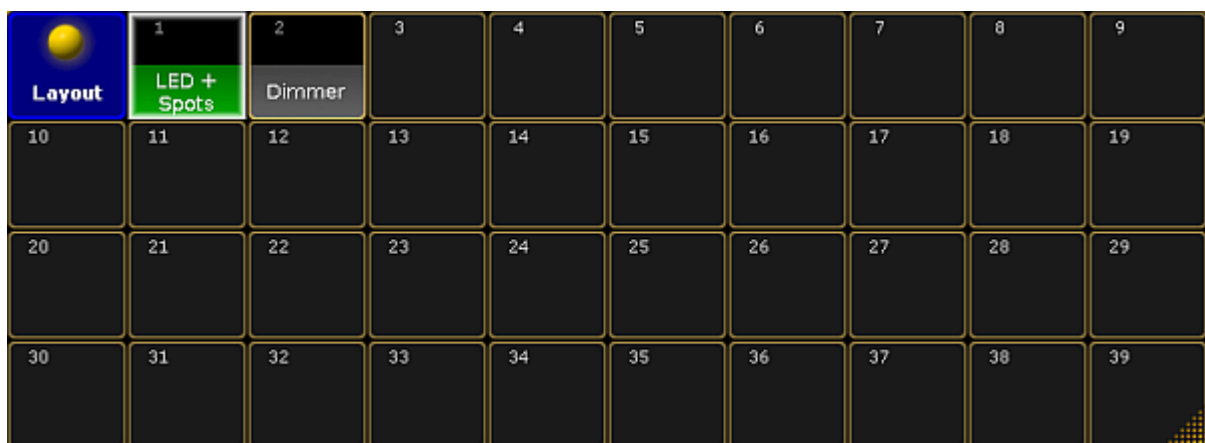 1 2 3 4 5 6 7 8 9
Layout LED + Spots Dimmer
10 11 12 13 14 15 16 17 18 19
20 21 22 23 24 25 26 27 28 29
30 31 32 33 34 35 36 37 38 39